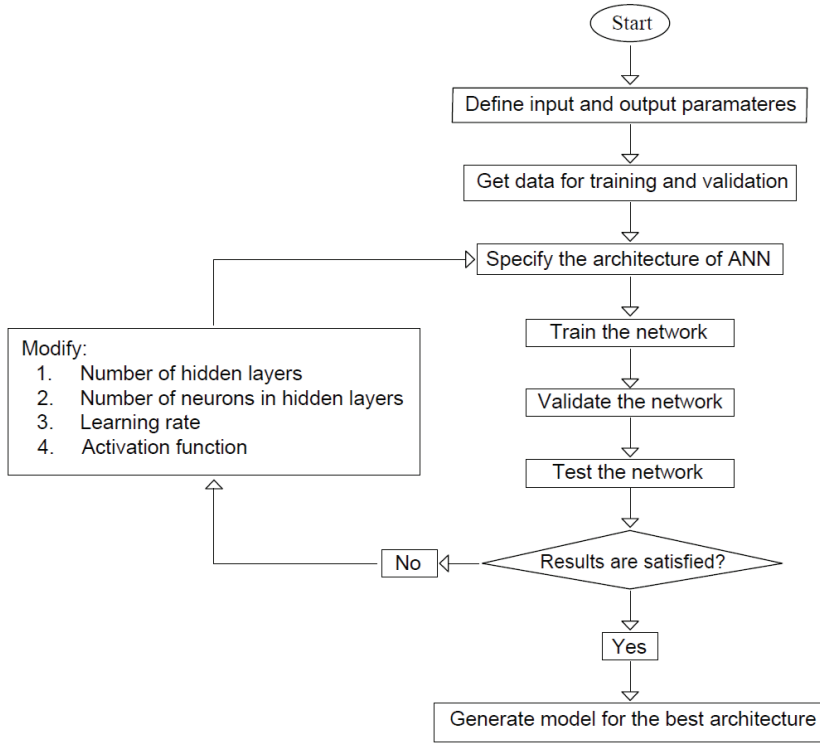 Start
Define input and output paramateres
Get data for training and validation
Specify the architecture of ANN
Train the network
Modify:
1. Number of hidden layers
2. Number of neurons in hidden layers
3. Learning rate
4. Activation function
Validate the network
Test the network
Results are satisfied?
No
Yes
Generate model for the best architecture